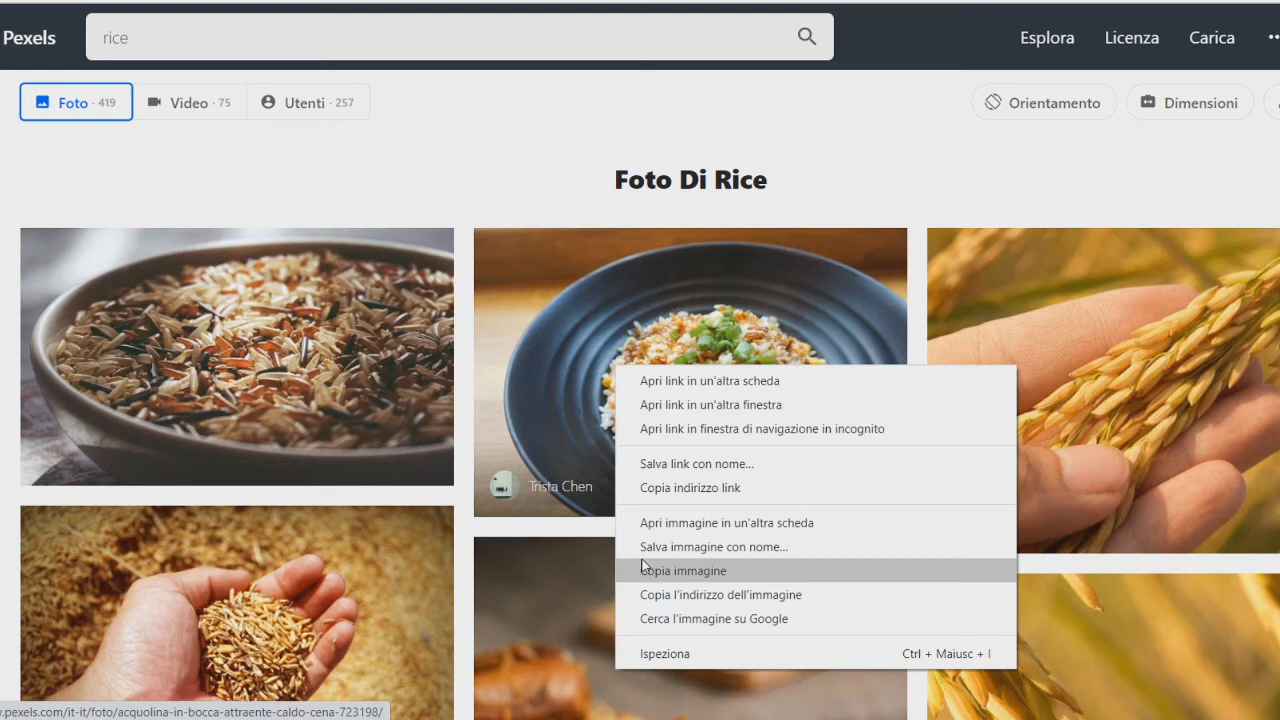 Pexels
rice
Esplora
Licenza
Carica
Foto · 419
Video · 75
Utenti · 257
Orientamento
Dimensioni
Foto Di Rice
Trista Chen
Apri link in un'altra scheda
Apri link in un'altra finestra
Apri link in finestra di navigazione in incognito
Salva link con nome...
Copia indirizzo link
Apri immagine in un'altra scheda
Salva immagine con nome...
Copia immagine
Copia l'indirizzo dell'immagine
Cerca l'immagine su Google
Ispeziona Ctrl + Maiusc + I
.pexels.com/it-it/foto/acquolina-in-bocca-attraente-caldo-cena-723198/